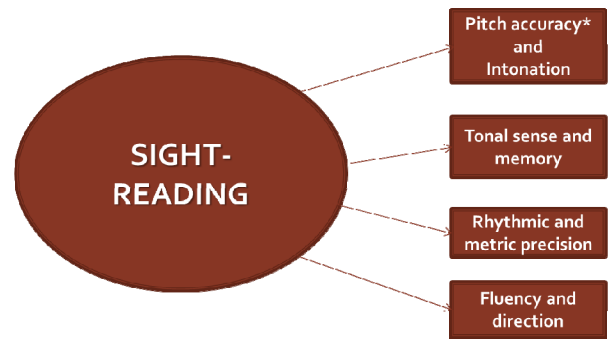 SIGHT-
READING
Pitch accuracy*
and
Intonation
Tonal sense and
memory
Rhythmic and
metric precision
Fluency and
direction